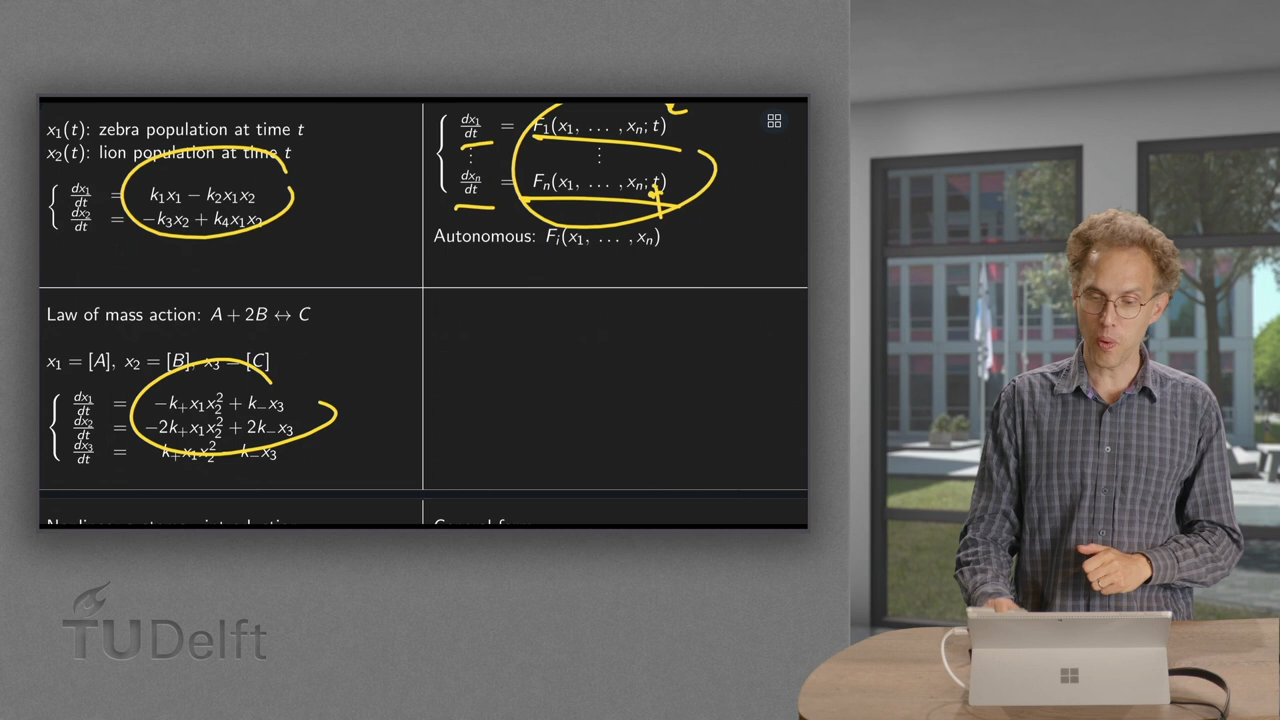 x₁(t): zebra population at time t
x₂(t): lion population at time t
dx₁/dt = k₁x₁ − k₂x₁x₂
dx₂/dt = −k₃x₂ + k₄x₁x₂
dx₁/dt = F₁(x₁, … , xₙ; t)
⋮ ⋮
dxₙ/dt = Fₙ(x₁, … , xₙ; t)
Autonomous: Fᵢ(x₁, … , xₙ)
Law of mass action: A + 2B ↔ C
x₁ = [A], x₂ = [B], x₃ = [C]
dx₁/dt = −k₊x₁x₂² + k₋x₃
dx₂/dt = −2k₊x₁x₂² + 2k₋x₃
dx₃/dt = k₊x₁x₂² − k₋x₃
TUDelft